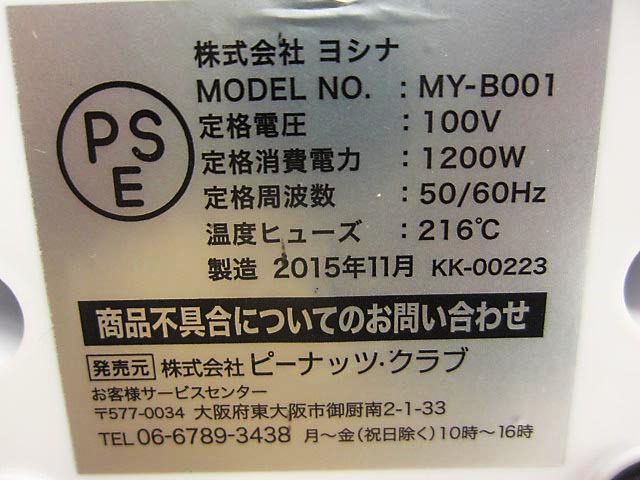 株式会社 ヨシナ
PS
E
MODEL NO. : MY-B001
定格電圧 : 100V
定格消費電力 : 1200W
定格周波数 : 50/60Hz
温度ヒューズ : 216℃
製造 2015年11月 KK-00223
商品不具合についてのお問い合わせ
発売元 株式会社 ピーナッツ・クラブ
お客様サービスセンター
〒577-0034 大阪府東大阪市御厨南2-1-33
TEL 06-6789-3438 月〜金(祝日除く)10時〜16時